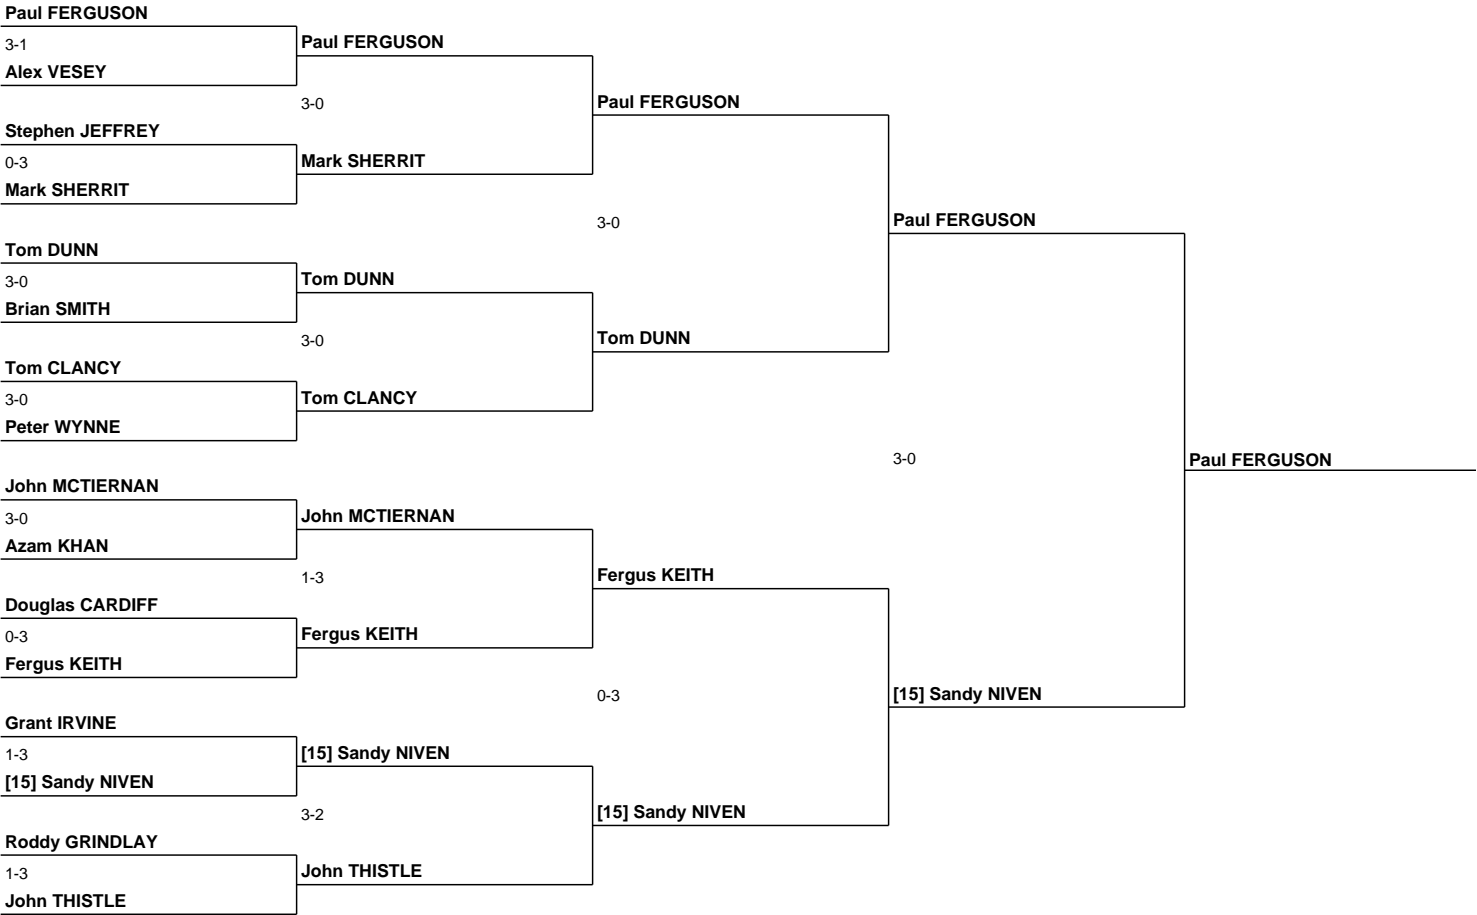 Paul FERGUSON
3-1
Alex VESEY
Stephen JEFFREY
0-3
Mark SHERRIT
Tom DUNN
3-0
Brian SMITH
Tom CLANCY
3-0
Peter WYNNE
John MCTIERNAN
3-0
Azam KHAN
Douglas CARDIFF
0-3
Fergus KEITH
Grant IRVINE
1-3
[15] Sandy NIVEN
Roddy GRINDLAY
1-3
John THISTLE
Paul FERGUSON
3-0
Mark SHERRIT
Tom DUNN
3-0
Tom CLANCY
John MCTIERNAN
1-3
Fergus KEITH
[15] Sandy NIVEN
3-2
John THISTLE
Paul FERGUSON
3-0
Tom DUNN
Fergus KEITH
0-3
[15] Sandy NIVEN
Paul FERGUSON
3-0
[15] Sandy NIVEN
Paul FERGUSON